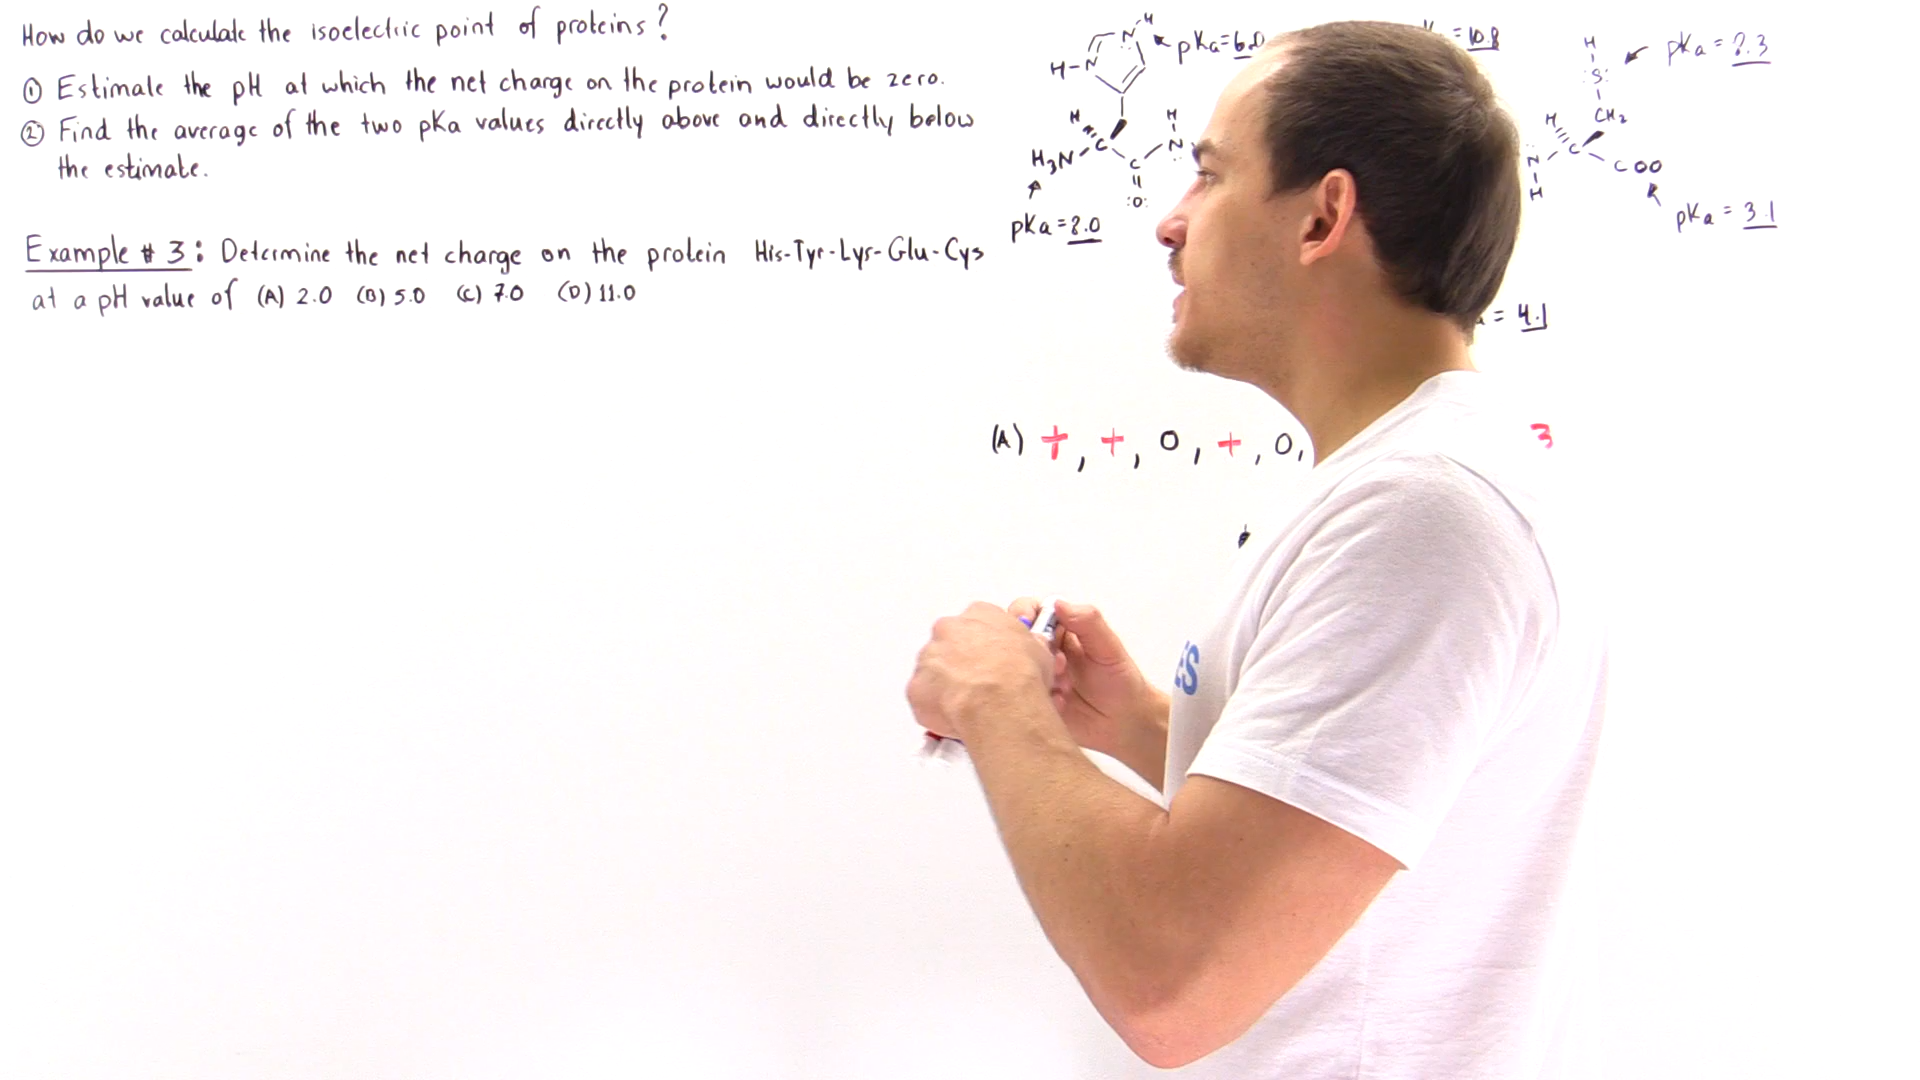 How do we calculate the isoelectric point of proteins?
① Estimate the pH at which the net charge on the protein would be zero.
② Find the average of the two pKa values directly above and directly below
the estimate.
Example # 3: Determine the net charge on the protein His-Tyr-Lys-Glu-Cys
at a pH value of (A) 2.0 (B) 5.0 (C) 7.0 (D) 11.0
H
N
pKa=6.0
H-N
H
H
H₃N
C
N
C
O
pKa=8.0
=10.8
H
S
pKa = 8.3
CH₂
H
N
C
COO
H
pKa = 3.1
= 4.1
(A) +, +, 0, +, 0,
3
ES